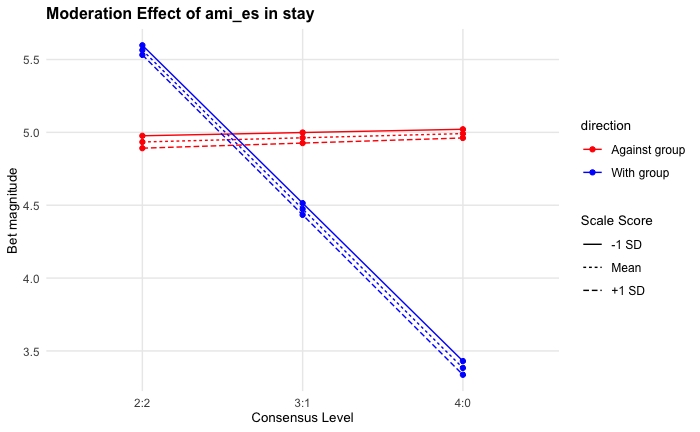 Moderation Effect of ami_es in stay
Bet magnitude
5.5
5.0
4.5
4.0
3.5
2:2
3:1
4:0
Consensus Level
direction
Against group
With group
Scale Score
-1 SD
Mean
+1 SD